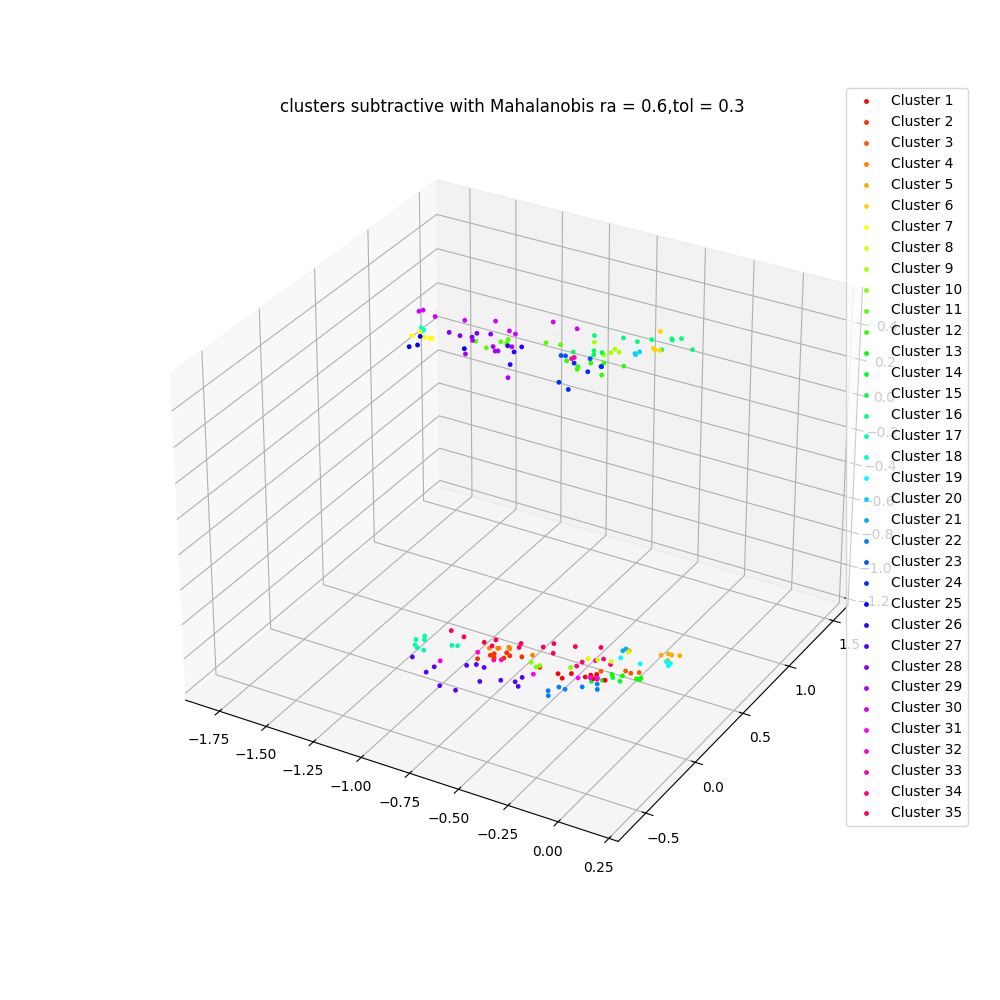 clusters subtractive with Mahalanobis ra = 0.6,tol = 0.3
Cluster 1
Cluster 2
Cluster 3
Cluster 4
Cluster 5
Cluster 6
Cluster 7
Cluster 8
Cluster 9
Cluster 10
Cluster 11
Cluster 12
Cluster 13
Cluster 14
Cluster 15
Cluster 16
Cluster 17
Cluster 18
Cluster 19
Cluster 20
Cluster 21
Cluster 22
Cluster 23
Cluster 24
Cluster 25
Cluster 26
Cluster 27
Cluster 28
Cluster 29
Cluster 30
Cluster 31
Cluster 32
Cluster 33
Cluster 34
Cluster 35
0.4
0.2
0.0
−0.2
−0.4
−0.6
−0.8
−1.0
−1.2
1.5
1.0
0.5
0.0
−0.5
−1.75
−1.50
−1.25
−1.00
−0.75
−0.50
−0.25
0.00
0.25